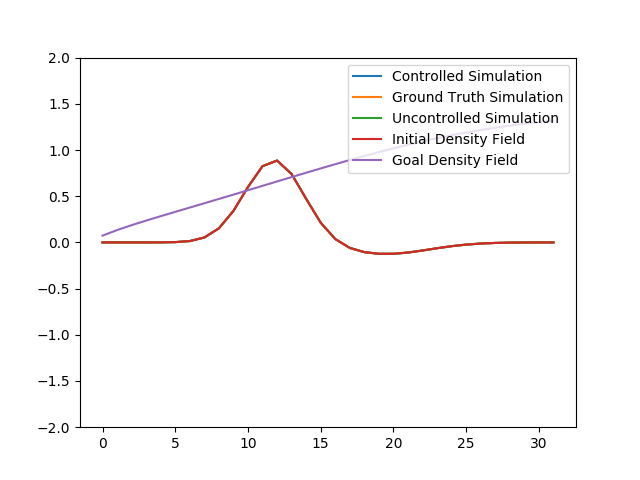 2.0
1.5
1.0
0.5
0.0
−0.5
−1.0
−1.5
−2.0
Controlled Simulation
Ground Truth Simulation
Uncontrolled Simulation
Initial Density Field
Goal Density Field
0 5 10 15 20 25 30